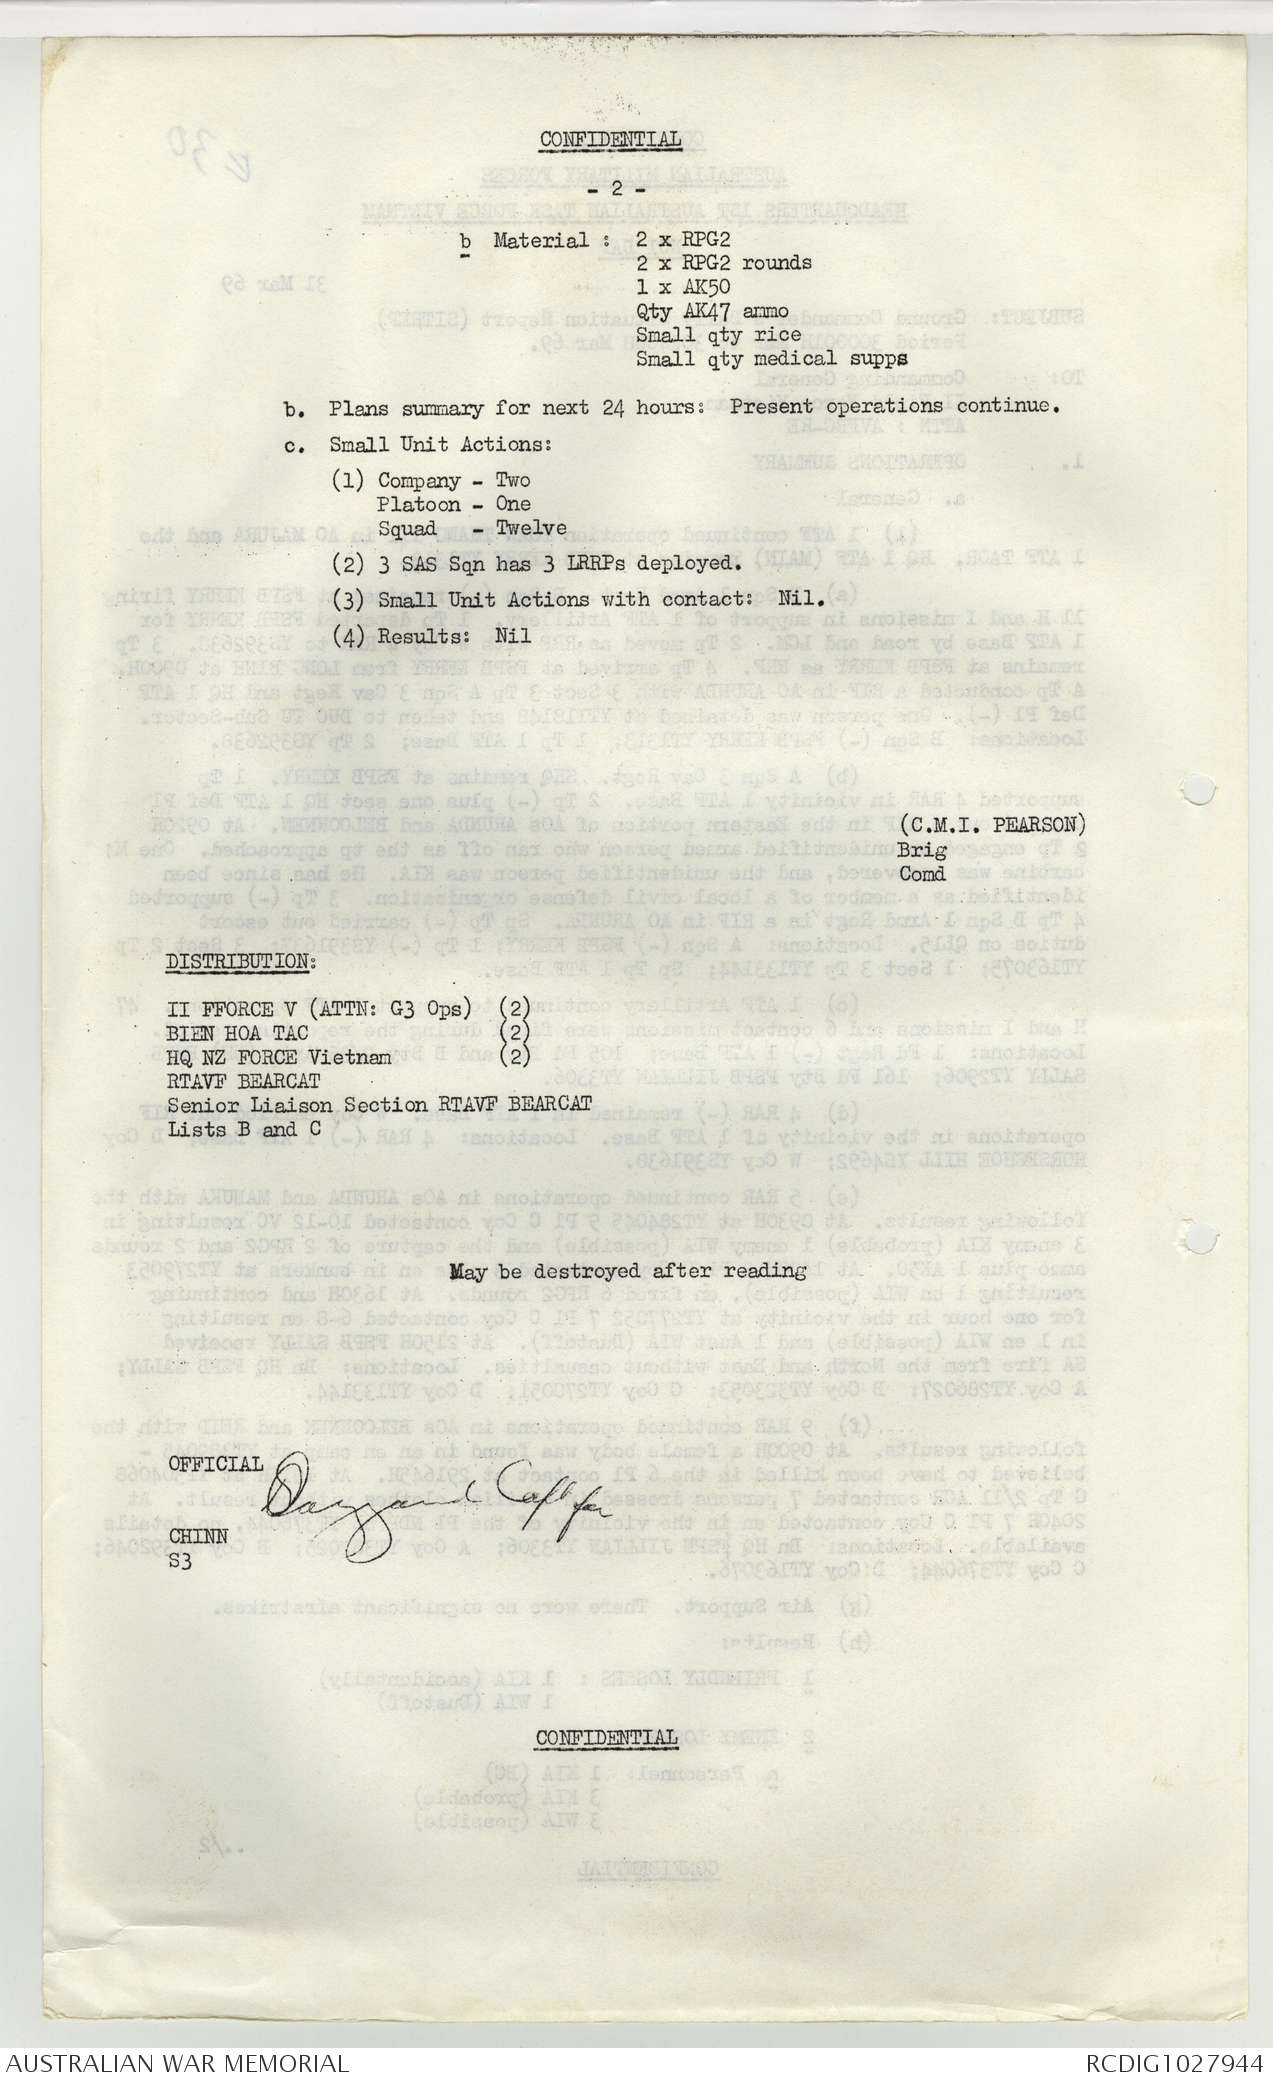 CONFIDENTIAL
- 2 -
b Material : 2 x RPG2
2 x RPG2 rounds
1 x AK50
Qty AK47 ammo
Small qty rice
Small qty medical supps
b. Plans summary for next 24 hours: Present operations continue.
c. Small Unit Actions:
(1) Company - Two
Platoon - One
Squad - Twelve
(2) 3 SAS Sqn has 3 LRRPs deployed.
(3) Small Unit Actions with contact: Nil.
(4) Results: Nil
(C.M.I. PEARSON)
Brig
Comd
DISTRIBUTION:
II FFORCE V (ATTN: G3 Ops) (2)
BIEN HOA TAC (2)
HQ NZ FORCE Vietnam (2)
RTAVF BEARCAT
Senior Liaison Section RTAVF BEARCAT
Lists B and C
May be destroyed after reading
OFFICIAL
Capt for
CHINN
S3
CONFIDENTIAL
AUSTRALIAN WAR MEMORIAL
RCDIG1027944